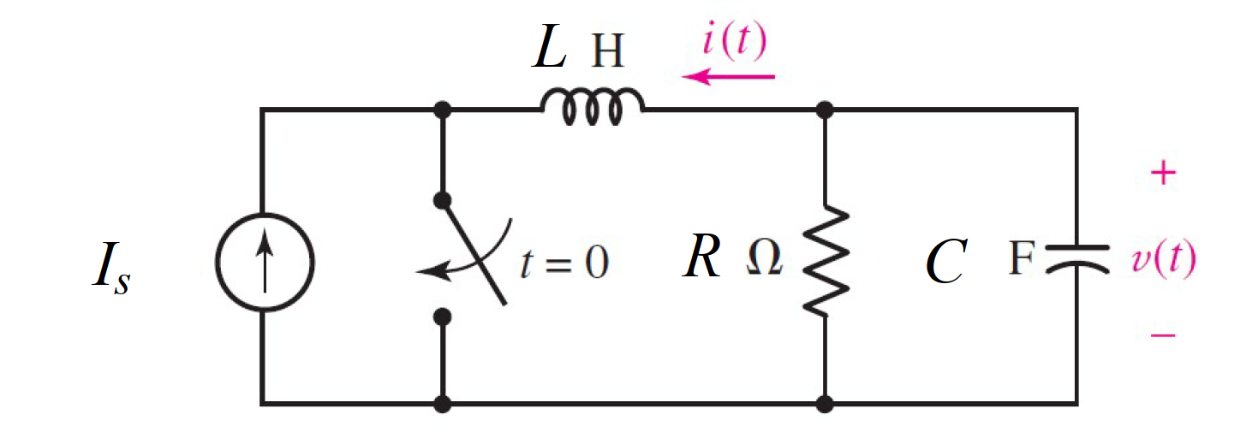 L H
i(t)
+
I_s
t = 0
R Ω
C F
v(t)
−